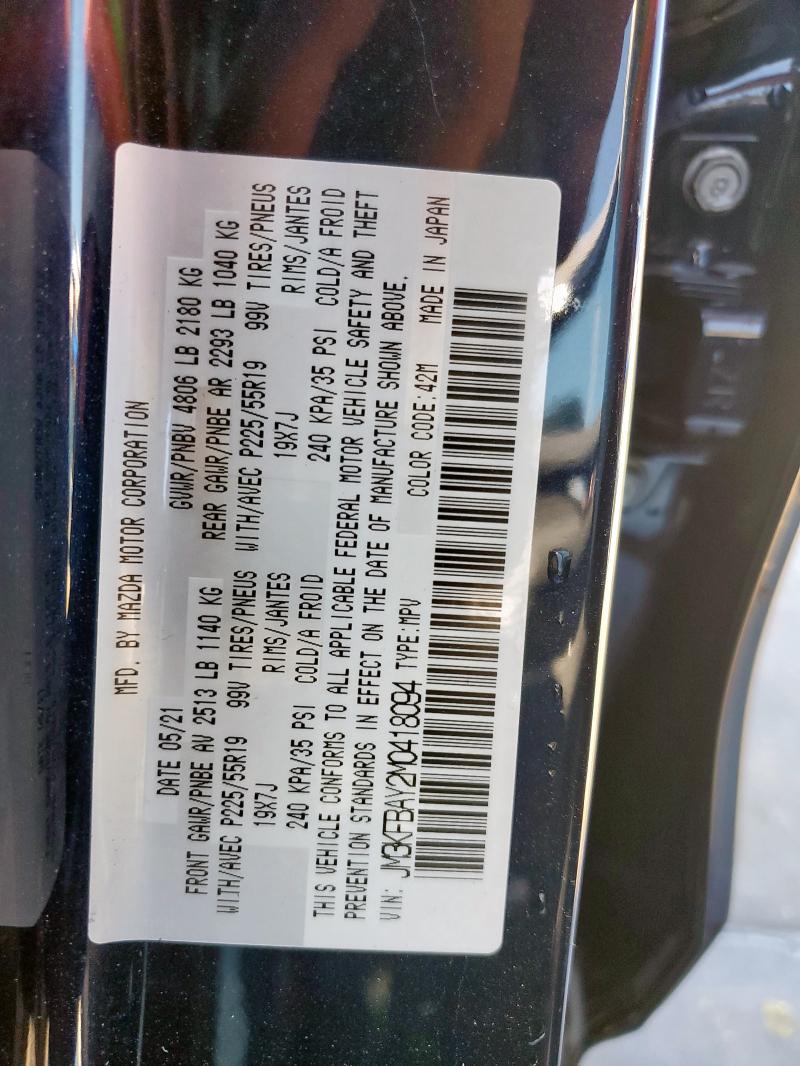 MFD. BY MAZDA MOTOR CORPORATION
DATE 05/21 GVWR/PNBV 4806 LB 2180 KG
FRONT GAWR/PNBE AV 2513 LB 1140 KG REAR GAWR/PNBE AR 2293 LB 1040 KG
WITH/AVEC P225/55R19 99V TIRES/PNEUS WITH/AVEC P225/55R19 99V TIRES/PNEUS
19X7J RIMS/JANTES 19X7J RIMS/JANTES
240 KPA/35 PSI COLD/A FROID 240 KPA/35 PSI COLD/A FROID
THIS VEHICLE CONFORMS TO ALL APPLICABLE FEDERAL MOTOR VEHICLE SAFETY AND THEFT
PREVENTION STANDARDS IN EFFECT ON THE DATE OF MANUFACTURE SHOWN ABOVE.
VIN: JM3KFBAY2M0418094 TYPE:MPV COLOR CODE:42M MADE IN JAPAN
8